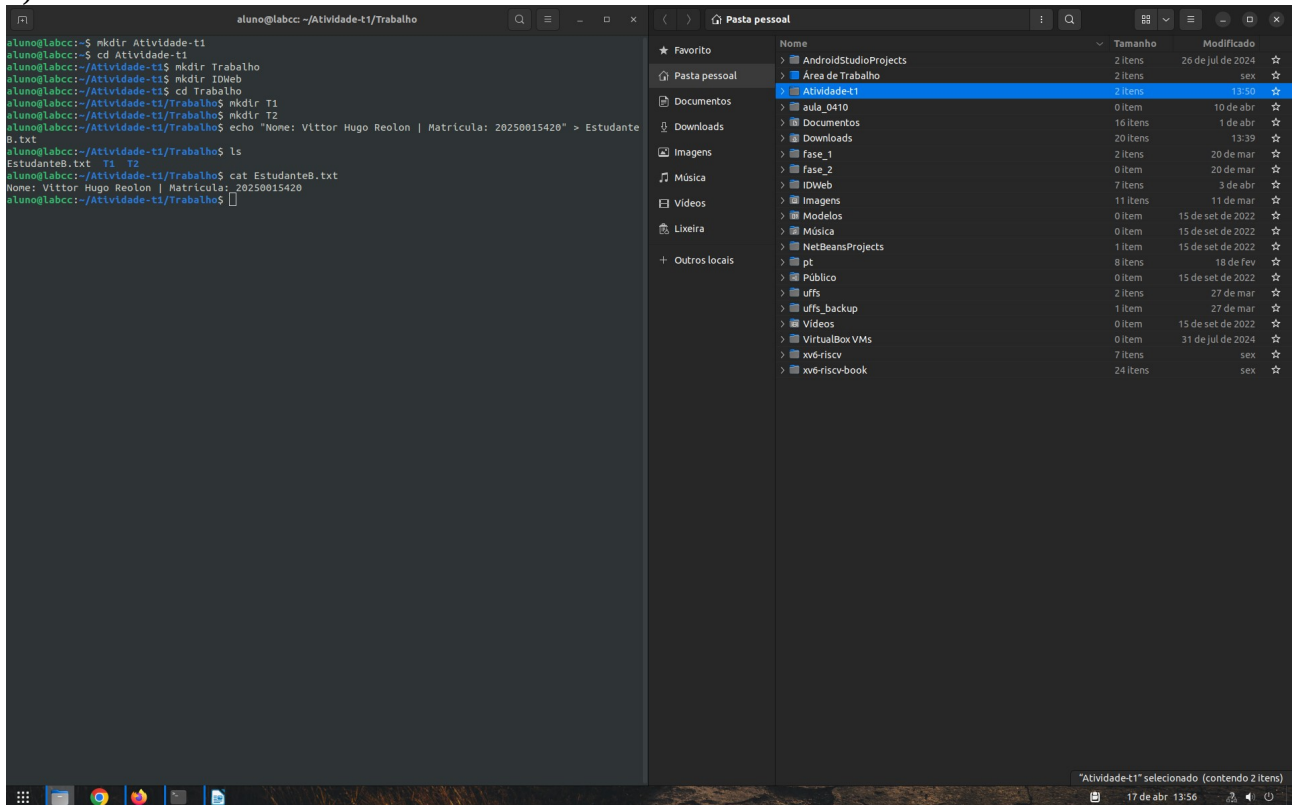 aluno@labcc: ~/Atividade-t1/Trabalho
aluno@labcc:~$ mkdir Atividade-t1
aluno@labcc:~$ cd Atividade-t1
aluno@labcc:~/Atividade-t1$ mkdir Trabalho
aluno@labcc:~/Atividade-t1$ mkdir IDWeb
aluno@labcc:~/Atividade-t1$ cd Trabalho
aluno@labcc:~/Atividade-t1/Trabalho$ mkdir T1
aluno@labcc:~/Atividade-t1/Trabalho$ mkdir T2
aluno@labcc:~/Atividade-t1/Trabalho$ echo "Nome: Vittor Hugo Reolon | Matricula: 20250015420" > Estudante
B.txt
aluno@labcc:~/Atividade-t1/Trabalho$ ls
EstudanteB.txt T1 T2
aluno@labcc:~/Atividade-t1/Trabalho$ cat EstudanteB.txt
Nome: Vittor Hugo Reolon | Matricula: 20250015420
aluno@labcc:~/Atividade-t1/Trabalho$
Pasta pessoal
Favorito
Pasta pessoal
Documentos
Downloads
Imagens
Música
Vídeos
Lixeira
+ Outros locais
Nome Tamanho Modificado
AndroidStudioProjects 2 itens 26 de jul de 2024
Área de Trabalho 2 itens sex
Atividade-t1 2 itens 13:50
aula_0410 0 item 10 de abr
Documentos 16 itens 1 de abr
Downloads 20 itens 13:39
fase_1 2 itens 20 de mar
fase_2 0 item 20 de mar
IDWeb 7 itens 3 de abr
Imagens 11 itens 11 de mar
Modelos 0 item 15 de set de 2022
Música 0 item 15 de set de 2022
NetBeansProjects 1 item 15 de set de 2022
pt 8 itens 18 de fev
Público 0 item 15 de set de 2022
uffs 2 itens 27 de mar
uffs_backup 1 item 27 de mar
Vídeos 0 item 15 de set de 2022
VirtualBox VMs 0 item 31 de jul de 2024
xv6-riscv 7 itens sex
xv6-riscv-book 24 itens sex
"Atividade-t1" selecionado (contendo 2 itens)
17 de abr 13:56